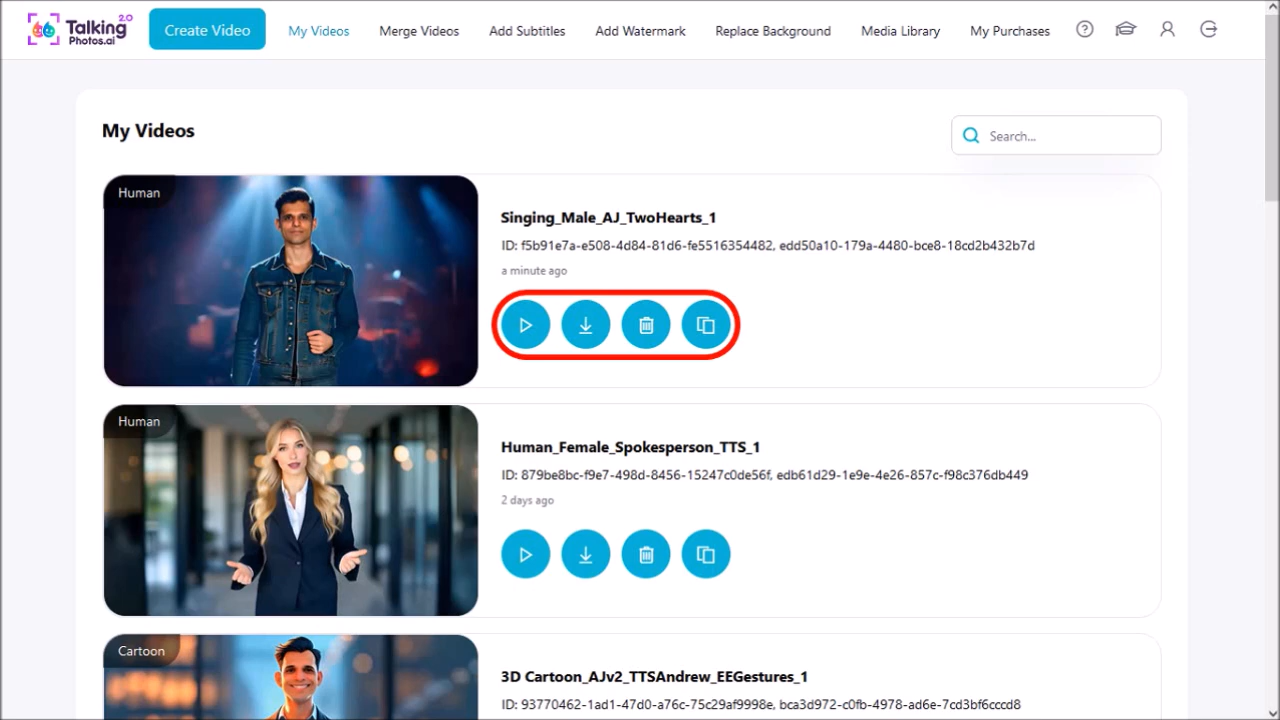 Talking 2.0
Photos.ai
Create Video
My Videos
Merge Videos
Add Subtitles
Add Watermark
Replace Background
Media Library
My Purchases
My Videos
Search...
Human
Singing_Male_AJ_TwoHearts_1
ID: f5b91e7a-e508-4d84-81d6-fe5516354482, edd50a10-179a-4480-bce8-18cd2b432b7d
a minute ago
Human
Human_Female_Spokesperson_TTS_1
ID: 879be8bc-f9e7-498d-8456-15247c0de56f, edb61d29-1e9e-4e26-857c-f98c376db449
2 days ago
Cartoon
3D Cartoon_AJv2_TTSAndrew_EEGestures_1
ID: 93770462-1ad1-47d0-a76c-75c29af9998e, bca3d972-c0fb-4978-ad6e-7cd3bf6cccd8